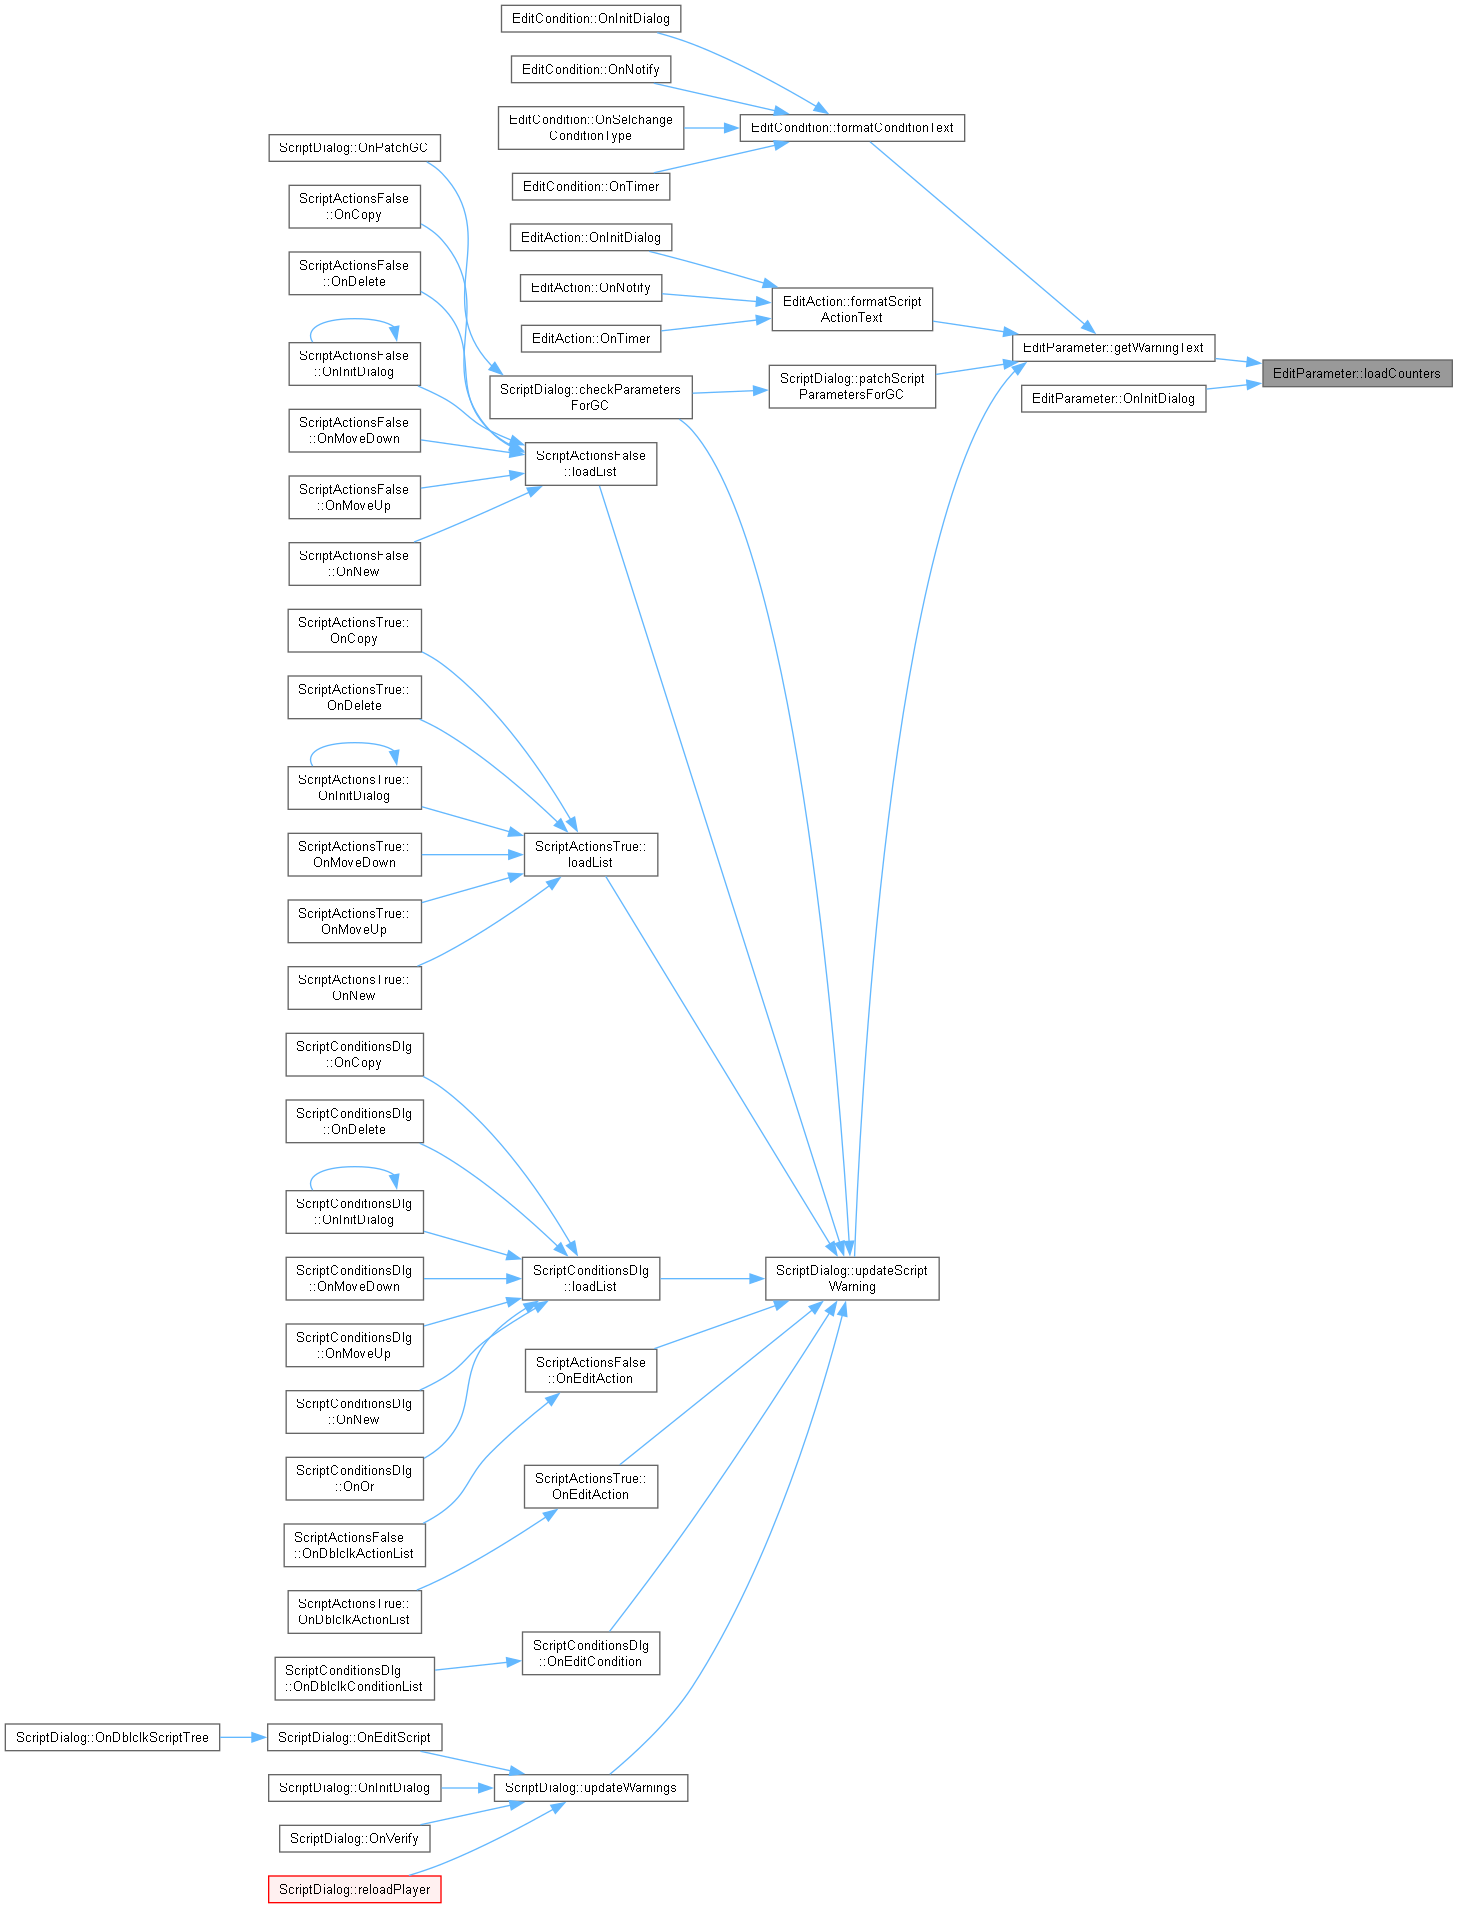 EditCondition::OnInitDialog
EditCondition::OnNotify
EditCondition::OnSelchange
ConditionType
EditCondition::formatConditionText
ScriptDialog::OnPatchGC
EditCondition::OnTimer
ScriptActionsFalse
::OnCopy
EditAction::OnInitDialog
ScriptActionsFalse
::OnDelete
EditAction::OnNotify
EditAction::formatScript
ActionText
EditAction::OnTimer
EditParameter::getWarningText
ScriptActionsFalse
::OnInitDialog
EditParameter::loadCounters
ScriptDialog::checkParameters
ForGC
ScriptDialog::patchScript
ParametersForGC
EditParameter::OnInitDialog
ScriptActionsFalse
::OnMoveDown
ScriptActionsFalse
::loadList
ScriptActionsFalse
::OnMoveUp
ScriptActionsFalse
::OnNew
ScriptActionsTrue::
OnCopy
ScriptActionsTrue::
OnDelete
ScriptActionsTrue::
OnInitDialog
ScriptActionsTrue::
OnMoveDown
ScriptActionsTrue::
loadList
ScriptActionsTrue::
OnMoveUp
ScriptActionsTrue::
OnNew
ScriptConditionsDlg
::OnCopy
ScriptConditionsDlg
::OnDelete
ScriptConditionsDlg
::OnInitDialog
ScriptConditionsDlg
::OnMoveDown
ScriptConditionsDlg
::loadList
ScriptDialog::updateScript
Warning
ScriptConditionsDlg
::OnMoveUp
ScriptActionsFalse
::OnEditAction
ScriptConditionsDlg
::OnNew
ScriptConditionsDlg
::OnOr
ScriptActionsTrue::
OnEditAction
ScriptActionsFalse
::OnDblclkActionList
ScriptActionsTrue::
OnDblclkActionList
ScriptConditionsDlg
::OnEditCondition
ScriptConditionsDlg
::OnDblclkConditionList
ScriptDialog::OnDblclkScriptTree
ScriptDialog::OnEditScript
ScriptDialog::OnInitDialog
ScriptDialog::updateWarnings
ScriptDialog::OnVerify
ScriptDialog::reloadPlayer